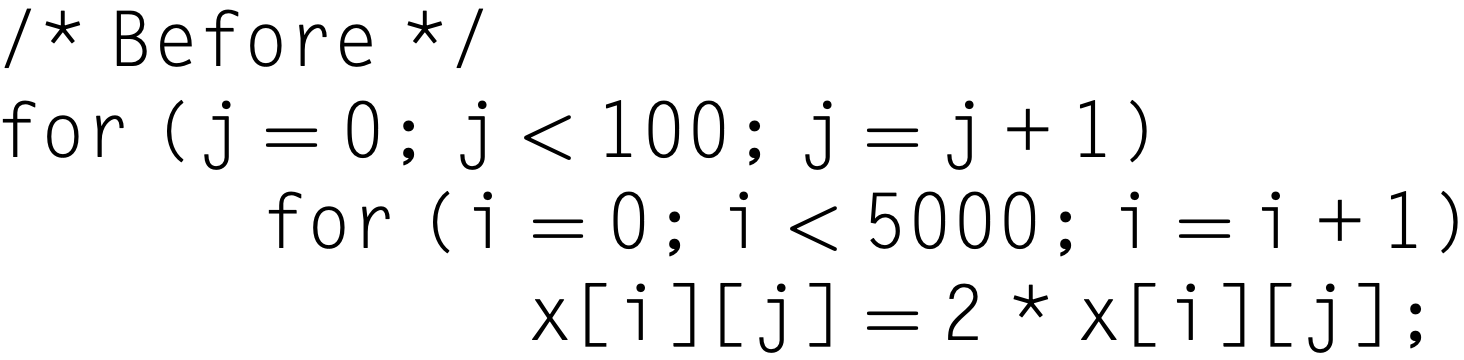 /* Before */
for (j = 0; j < 100; j = j + 1)
for (i = 0; i < 5000; i = i + 1)
x[i][j] = 2 * x[i][j];